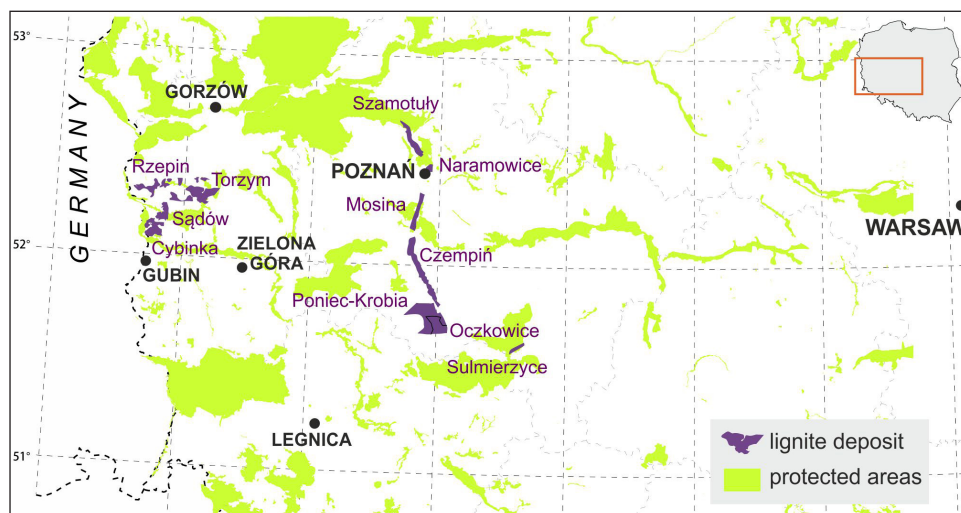 53°
GORZÓW
Szamotuły
GERMANY
Rzepin
Torzym
POZNAŃ
Naramowice
Mosina
Sądów
WARSAW
52°
Cybinka
ZIELONA
GÓRA
GUBIN
Czempiń
Poniec-Krobia
Oczkowice
Sulmierzyce
LEGNICA
51°
lignite deposit
protected areas